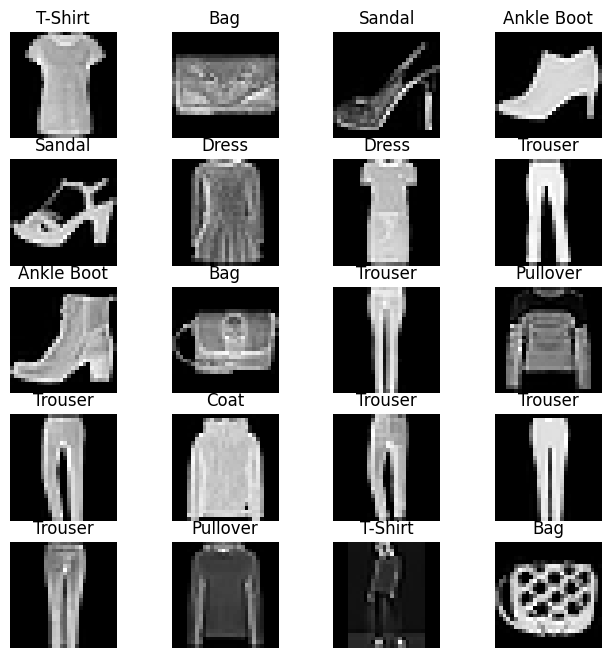 T-Shirt Bag Sandal Ankle Boot
Sandal Dress Dress Trouser
Ankle Boot Bag Trouser Pullover
Trouser Coat Trouser Trouser
Trouser Pullover T-Shirt Bag